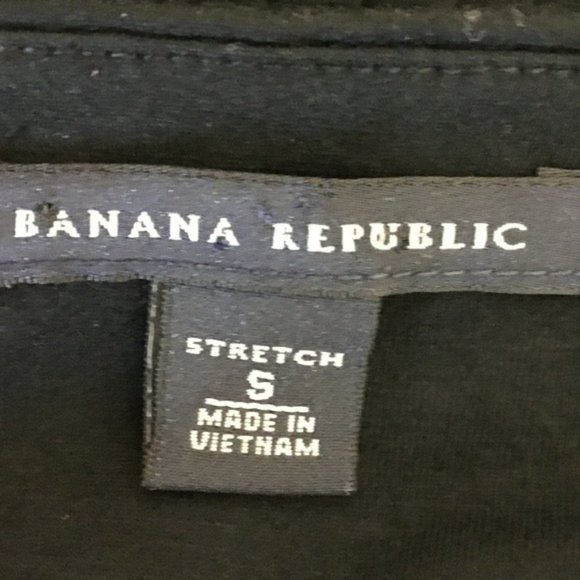 BANANA REPUBLIC
STRETCH
S
MADE IN
VIETNAM